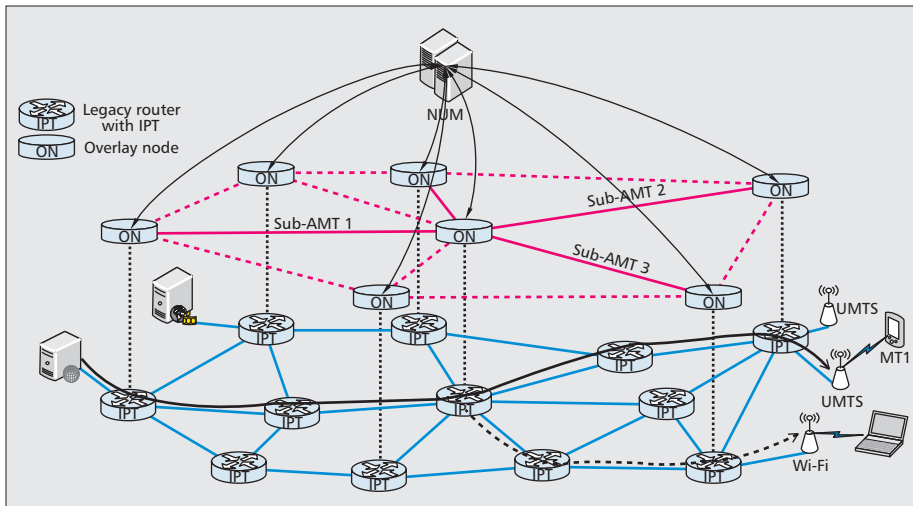 NUM
IPT
Legacy router
with IPT
ON
Overlay node
ON
ON
ON
Sub-AMT 2
ON
Sub-AMT 1
ON
Sub-AMT 3
ON
ON
UMTS
IPT
IPT
IPT
MT1
IPT
UMTS
IPT
IPT
IPT
IPT
Wi-Fi
IPT
IPT
IPT
IPT